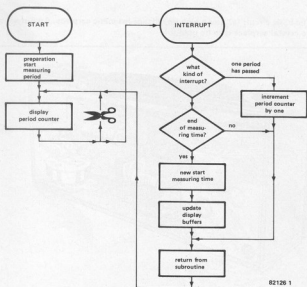 START
preparation
start
measuring
period
display
period counter
INTERRUPT
what
kind of
interrupt?
one period
has passed
increment
period counter
by one
end
of measu-
ring time?
no
yes
new start
measuring time
update
display
buffers
return from
subroutine
82126 1